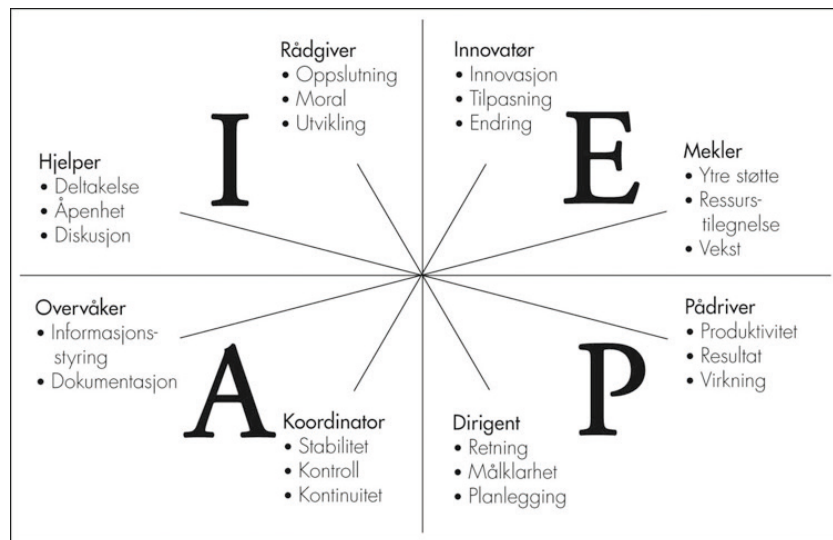 Rådgiver
• Oppslutning
• Moral
• Utvikling
I
Hjelper
• Deltakelse
• Åpenhet
• Diskusjon
Innovatør
• Innovasjon
• Tilpasning
• Endring
E
Mekler
• Ytre støtte
• Ressurs-
tilegnelse
• Vekst
Overvåker
• Informasjons-
styring
• Dokumentasjon
A
Koordinator
• Stabilitet
• Kontroll
• Kontinuitet
Pådriver
• Produktivitet
• Resultat
• Virkning
P
Dirigent
• Retning
• Målklarhet
• Planlegging